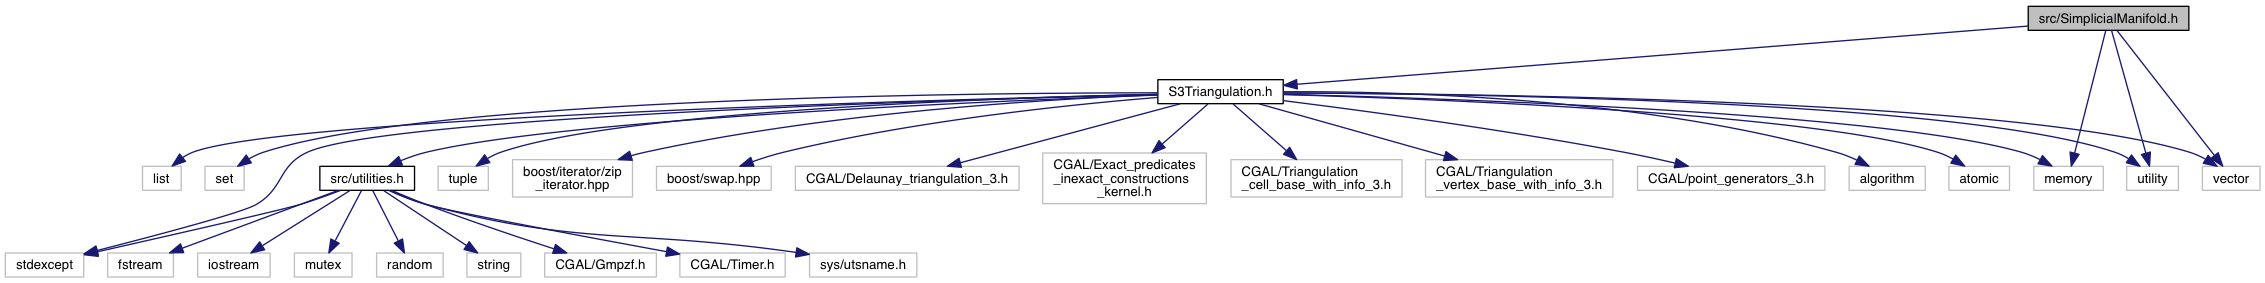 src/SimplicialManifold.h
S3Triangulation.h
list
set
src/utilities.h
tuple
boost/iterator/zip
_iterator.hpp
boost/swap.hpp
CGAL/Delaunay_triangulation_3.h
CGAL/Exact_predicates
_inexact_constructions
_kernel.h
CGAL/Triangulation
_cell_base_with_info_3.h
CGAL/Triangulation
_vertex_base_with_info_3.h
CGAL/point_generators_3.h
algorithm
atomic
memory
utility
vector
stdexcept
fstream
iostream
mutex
random
string
CGAL/Gmpzf.h
CGAL/Timer.h
sys/utsname.h